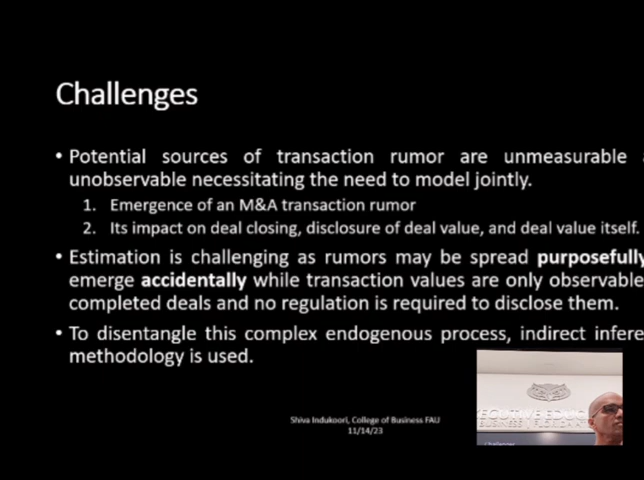 Challenges
• Potential sources of transaction rumor are unmeasurable
unobservable necessitating the need to model jointly.
1. Emergence of an M&A transaction rumor
2. Its impact on deal closing, disclosure of deal value, and deal value itself.
• Estimation is challenging as rumors may be spread purposefully
emerge accidentally while transaction values are only observable
completed deals and no regulation is required to disclose them.
• To disentangle this complex endogenous process, indirect infere
methodology is used.
Shiva Indukoori, College of Business FAU
11/14/23